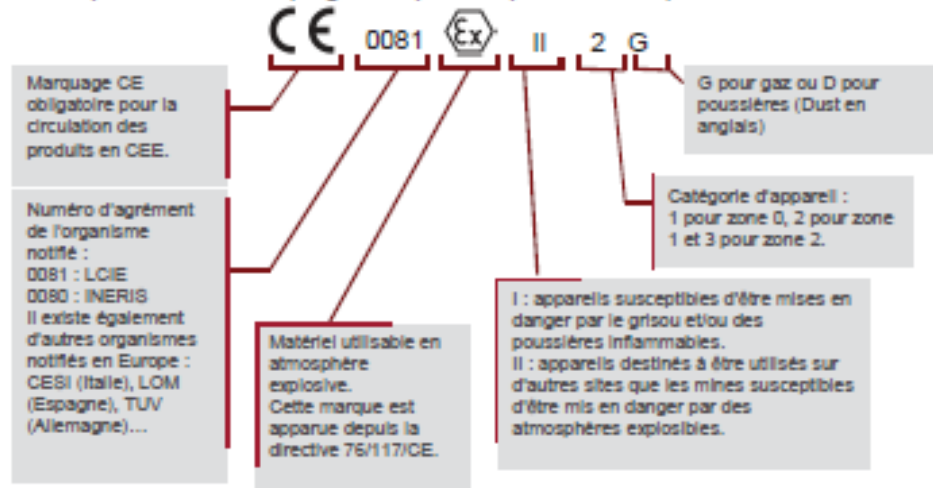 CE 0081 Ex II 2 G
Marquage CE
obligatoire pour la
circulation des
produits en CEE.
G pour gaz ou D pour
poussières (Dust en
anglais)
Numéro d'agrément
de l'organisme
notifié :
0081 : LCIE
0080 : INERIS
Il existe également
d'autres organismes
notifiés en Europe :
CESI (Italie), LOM
(Espagne), TUV
(Allemagne)...
Catégorie d'appareil :
1 pour zone 0, 2 pour zone
1 et 3 pour zone 2.
Matériel utilisable en
atmosphère
explosive.
Cette marque est
apparue depuis la
directive 76/117/CE.
I : appareils susceptibles d'être mises en
danger par le grisou et/ou des
poussières inflammables.
II : appareils destinés à être utilisés sur
d'autres sites que les mines susceptibles
d'être mis en danger par des
atmosphères explosibles.